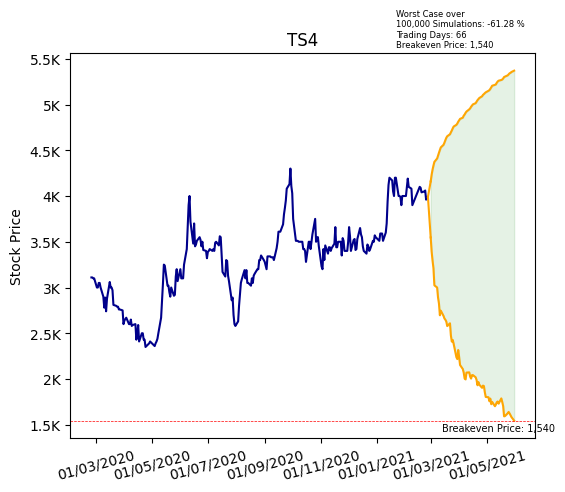 Worst Case over
100,000 Simulations: -61.28 %
Trading Days: 66
Breakeven Price: 1,540
TS4
Stock Price
5.5K
5K
4.5K
4K
3.5K
3K
2.5K
2K
1.5K
Breakeven Price: 1,540
01/03/2020
01/05/2020
01/07/2020
01/09/2020
01/11/2020
01/01/2021
01/03/2021
01/05/2021